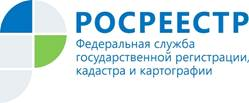 РОСРЕЕСТР
Федеральная служба
государственной регистрации,
кадастра и картографии